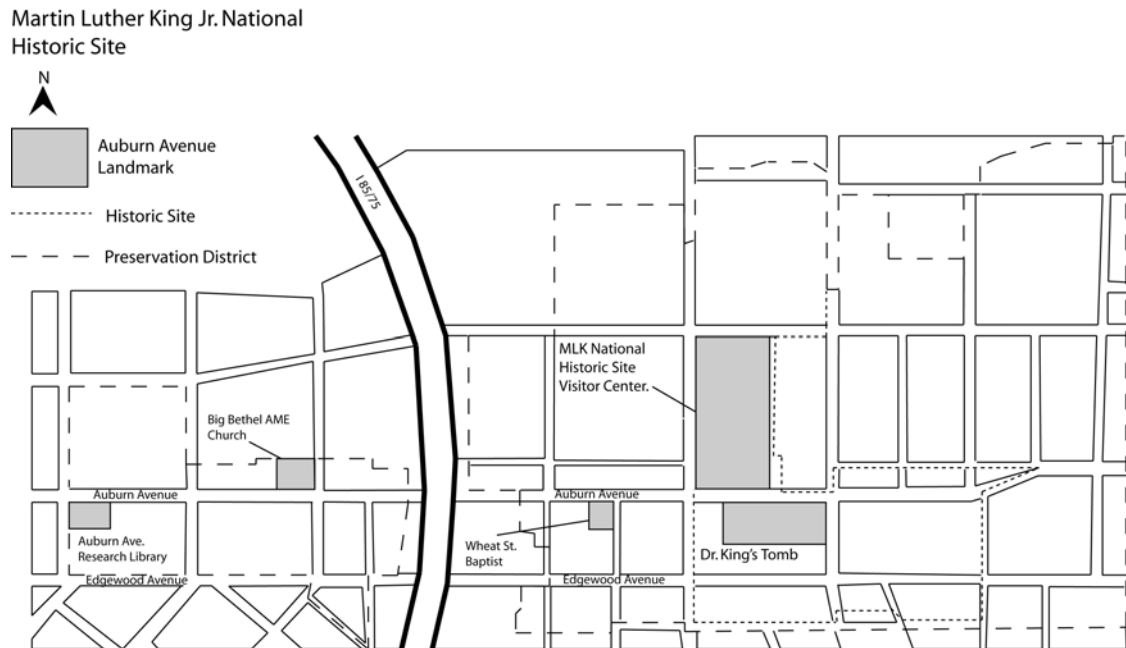 Martin Luther King Jr. National
Historic Site
N
Auburn Avenue
Landmark
Historic Site
Preservation District
I 85/75
MLK National
Historic Site
Visitor Center.
Big Bethel AME
Church
Auburn Avenue
Auburn Avenue
Auburn Ave.
Research Library
Wheat St.
Baptist
Dr. King's Tomb
Edgewood Avenue
Edgewood Avenue